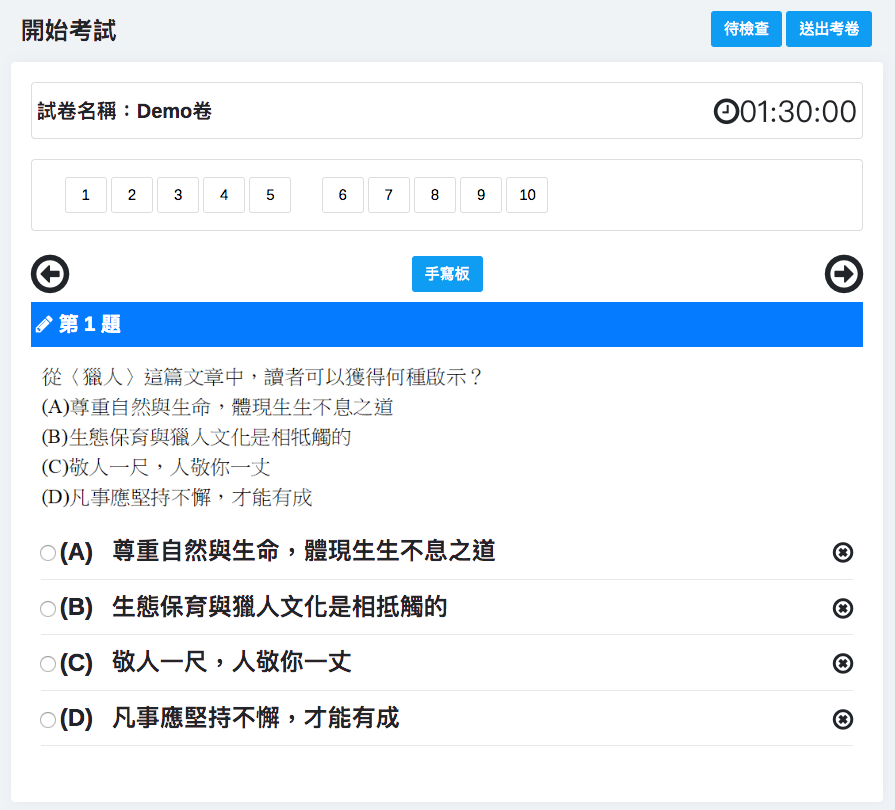 開始考試
待檢查 送出考卷
試卷名稱：Demo卷 01:30:00
1 2 3 4 5 6 7 8 9 10
手寫板
第 1 題
從〈獵人〉這篇文章中，讀者可以獲得何種啟示？
(A)尊重自然與生命，體現生生不息之道
(B)生態保育與獵人文化是相牴觸的
(C)敬人一尺，人敬你一丈
(D)凡事應堅持不懈，才能有成
(A) 尊重自然與生命，體現生生不息之道
(B) 生態保育與獵人文化是相抵觸的
(C) 敬人一尺，人敬你一丈
(D) 凡事應堅持不懈，才能有成